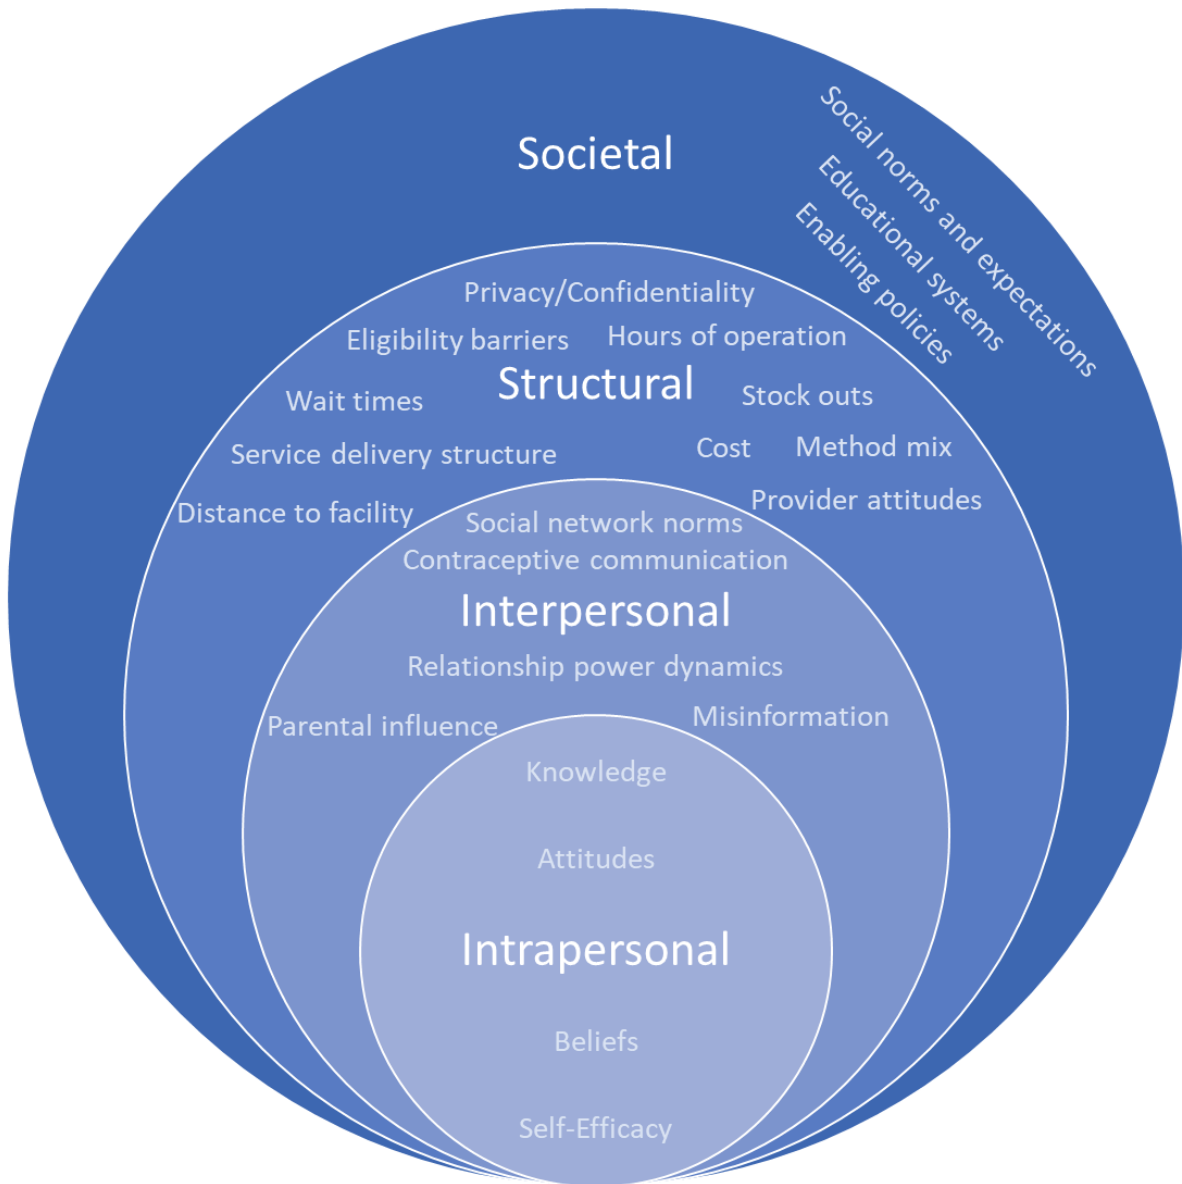 Societal
Social norms and expectations
Educational systems
Enabling policies
Privacy/Confidentiality
Eligibility barriers
Hours of operation
Structural
Wait times
Stock outs
Service delivery structure
Cost
Method mix
Distance to facility
Provider attitudes
Social network norms
Contraceptive communication
Interpersonal
Relationship power dynamics
Parental influence
Misinformation
Knowledge
Attitudes
Intrapersonal
Beliefs
Self-Efficacy